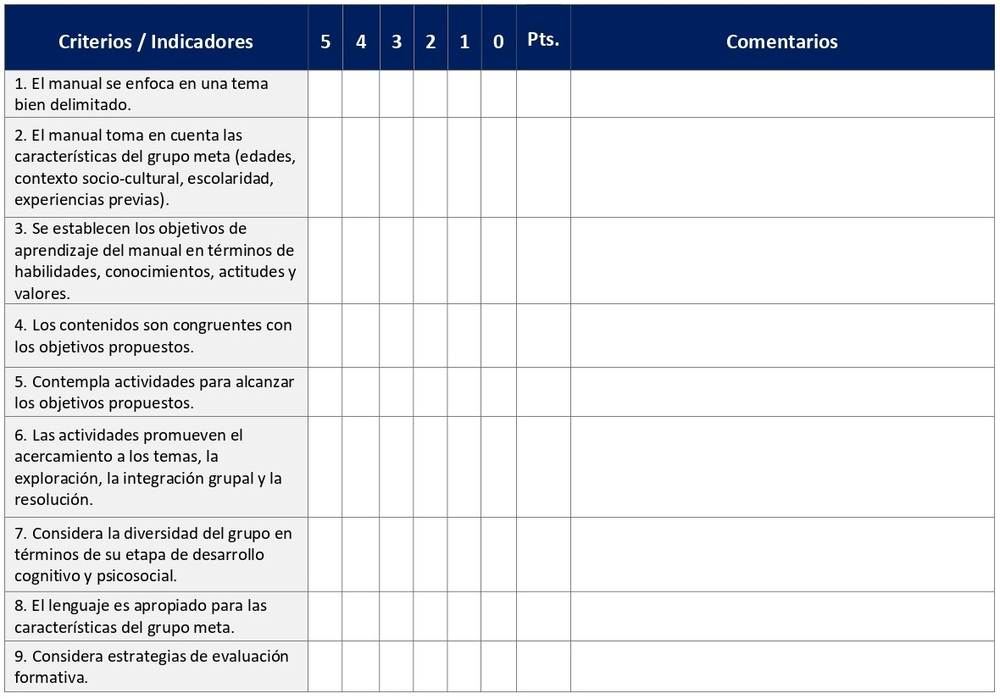 Criterios / Indicadores 5 4 3 2 1 0 Pts. Comentarios
1. El manual se enfoca en una tema
bien delimitado.
2. El manual toma en cuenta las
características del grupo meta (edades,
contexto socio-cultural, escolaridad,
experiencias previas).
3. Se establecen los objetivos de
aprendizaje del manual en términos de
habilidades, conocimientos, actitudes y
valores.
4. Los contenidos son congruentes con
los objetivos propuestos.
5. Contempla actividades para alcanzar
los objetivos propuestos.
6. Las actividades promueven el
acercamiento a los temas, la
exploración, la integración grupal y la
resolución.
7. Considera la diversidad del grupo en
términos de su etapa de desarrollo
cognitivo y psicosocial.
8. El lenguaje es apropiado para las
características del grupo meta.
9. Considera estrategias de evaluación
formativa.